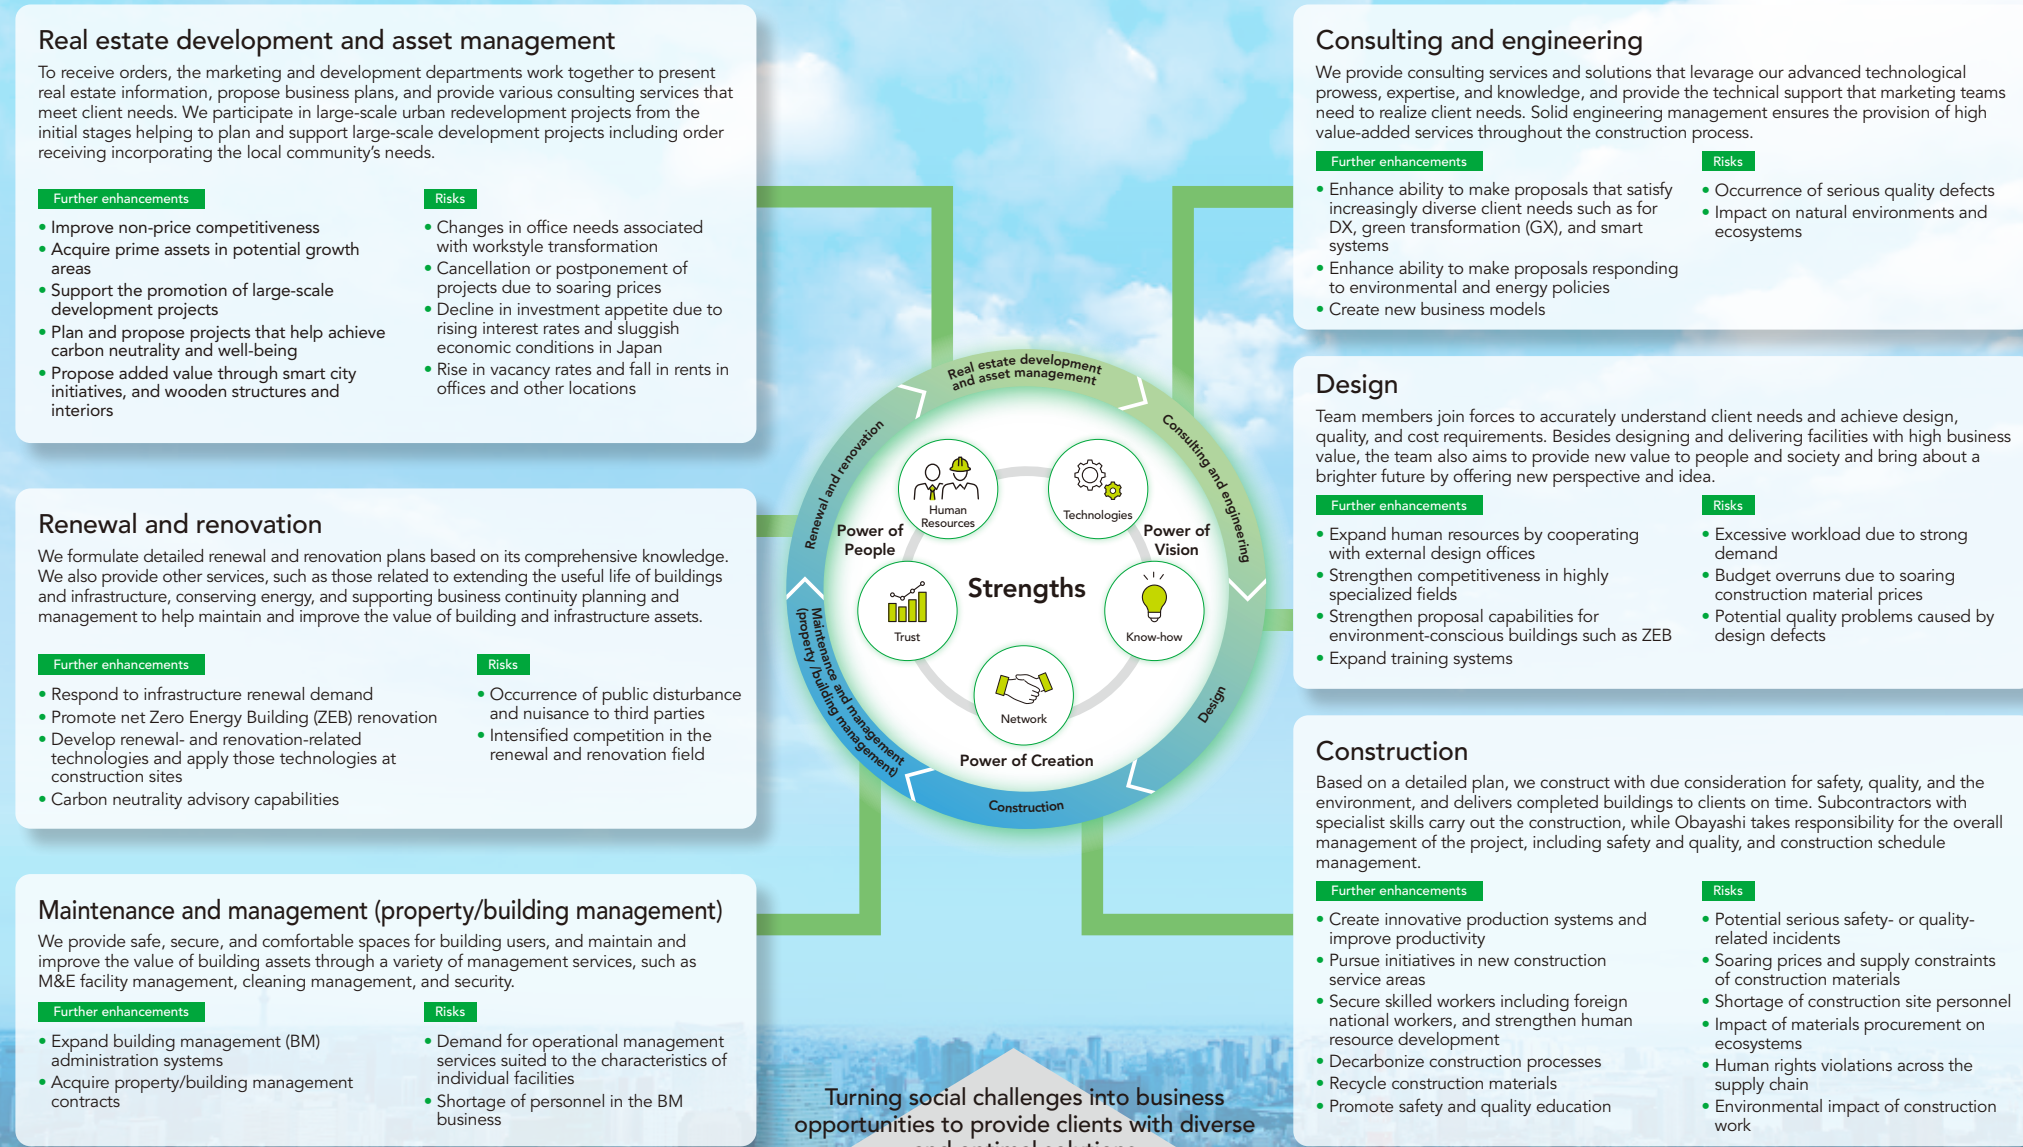 Real estate development and asset management
To receive orders, the marketing and development departments work together to present
real estate information, propose business plans, and provide various consulting services that
meet client needs. We participate in large-scale urban redevelopment projects from the
initial stages helping to plan and support large-scale development projects including order
receiving incorporating the local community's needs.
Further enhancements
• Improve non-price competitiveness
• Acquire prime assets in potential growth
areas
• Support the promotion of large-scale
development projects
• Plan and propose projects that help achieve
carbon neutrality and well-being
• Propose added value through smart city
initiatives, and wooden structures and
interiors
Risks
• Changes in office needs associated
with workstyle transformation
• Cancellation or postponement of
projects due to soaring prices
• Decline in investment appetite due to
rising interest rates and sluggish
economic conditions in Japan
• Rise in vacancy rates and fall in rents in
offices and other locations
Renewal and renovation
We formulate detailed renewal and renovation plans based on its comprehensive knowledge.
We also provide other services, such as those related to extending the useful life of buildings
and infrastructure, conserving energy, and supporting business continuity planning and
management to help maintain and improve the value of building and infrastructure assets.
Further enhancements
• Respond to infrastructure renewal demand
• Promote net Zero Energy Building (ZEB) renovation
• Develop renewal- and renovation-related
technologies and apply those technologies at
construction sites
• Carbon neutrality advisory capabilities
Risks
• Occurrence of public disturbance
and nuisance to third parties
• Intensified competition in the
renewal and renovation field
Maintenance and management (property/building management)
We provide safe, secure, and comfortable spaces for building users, and maintain and
improve the value of building assets through a variety of management services, such as
M&E facility management, cleaning management, and security.
Further enhancements
• Expand building management (BM)
administration systems
• Acquire property/building management
contracts
Risks
• Demand for operational management
services suited to the characteristics of
individual facilities
• Shortage of personnel in the BM
business
Real estate development
and asset management
Consulting and engineering
Design
Construction
Maintenance and management
(property /building management)
Renewal and renovation
Human
Resources
Technologies
Power of
People
Power of
Vision
Strengths
Trust
Know-how
Network
Power of Creation
Turning social challenges into business
opportunities to provide clients with diverse
and optimal solutions
Consulting and engineering
We provide consulting services and solutions that levarage our advanced technological
prowess, expertise, and knowledge, and provide the technical support that marketing teams
need to realize client needs. Solid engineering management ensures the provision of high
value-added services throughout the construction process.
Further enhancements
• Enhance ability to make proposals that satisfy
increasingly diverse client needs such as for
DX, green transformation (GX), and smart
systems
• Enhance ability to make proposals responding
to environmental and energy policies
• Create new business models
Risks
• Occurrence of serious quality defects
• Impact on natural environments and
ecosystems
Design
Team members join forces to accurately understand client needs and achieve design,
quality, and cost requirements. Besides designing and delivering facilities with high business
value, the team also aims to provide new value to people and society and bring about a
brighter future by offering new perspective and idea.
Further enhancements
• Expand human resources by cooperating
with external design offices
• Strengthen competitiveness in highly
specialized fields
• Strengthen proposal capabilities for
environment-conscious buildings such as ZEB
• Expand training systems
Risks
• Excessive workload due to strong
demand
• Budget overruns due to soaring
construction material prices
• Potential quality problems caused by
design defects
Construction
Based on a detailed plan, we construct with due consideration for safety, quality, and the
environment, and delivers completed buildings to clients on time. Subcontractors with
specialist skills carry out the construction, while Obayashi takes responsibility for the overall
management of the project, including safety and quality, and construction schedule
management.
Further enhancements
• Create innovative production systems and
improve productivity
• Pursue initiatives in new construction
service areas
• Secure skilled workers including foreign
national workers, and strengthen human
resource development
• Decarbonize construction processes
• Recycle construction materials
• Promote safety and quality education
Risks
• Potential serious safety- or quality-
related incidents
• Soaring prices and supply constraints
of construction materials
• Shortage of construction site personnel
• Impact of materials procurement on
ecosystems
• Human rights violations across the
supply chain
• Environmental impact of construction
work